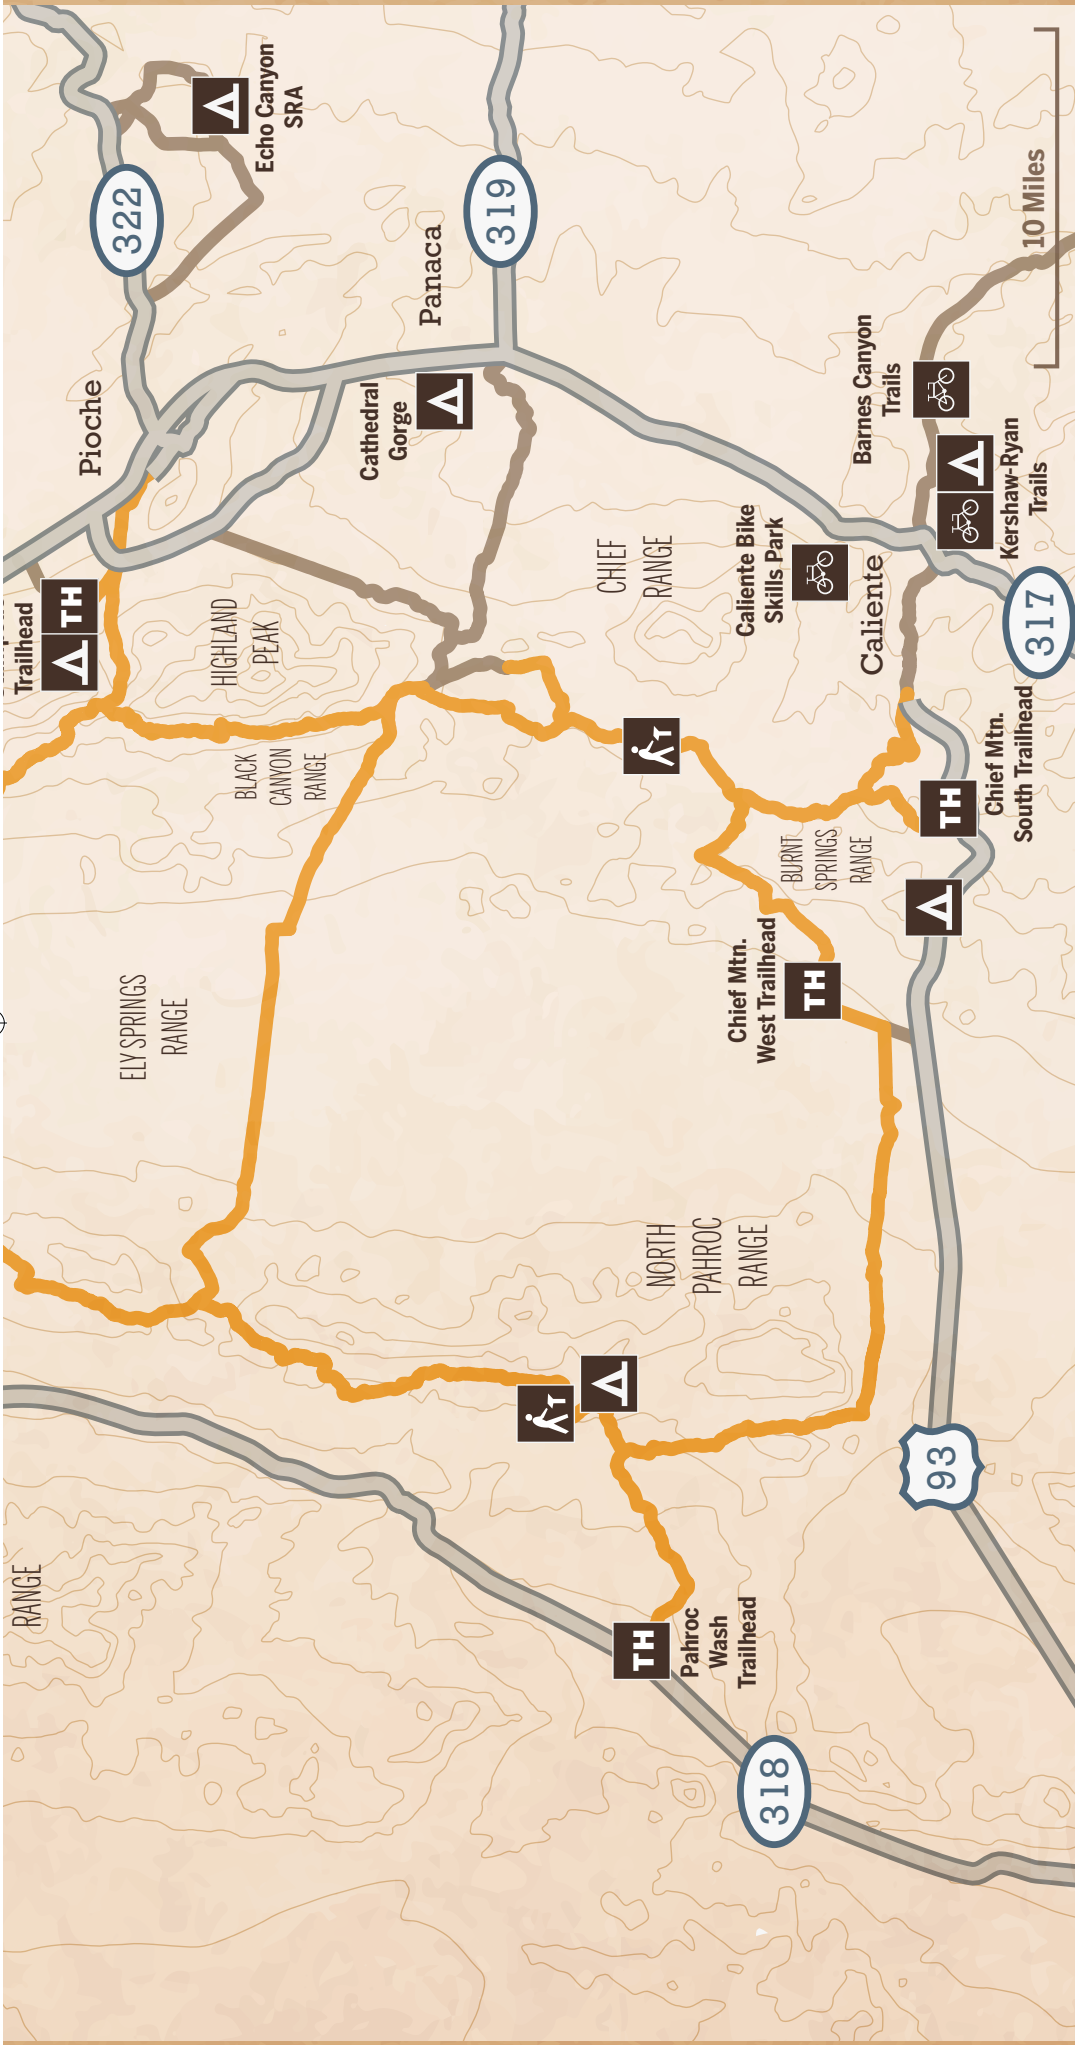 RANGE
Trailhead
TH
Pioche
322
ELY SPRINGS
RANGE
HIGHLAND
PEAK
BLACK
CANYON
RANGE
Echo Canyon
SRA
Cathedral
Gorge
Panaca
319
CHIEF
RANGE
TH
Pahroc
Wash
Trailhead
NORTH
PAHROC
RANGE
Chief Mtn.
West Trailhead
TH
Caliente Bike
Skills Park
318
BURNT
SPRINGS
RANGE
Caliente
Barnes Canyon
Trails
93
TH
Chief Mtn.
South Trailhead
Kershaw-Ryan
Trails
317
10 Miles